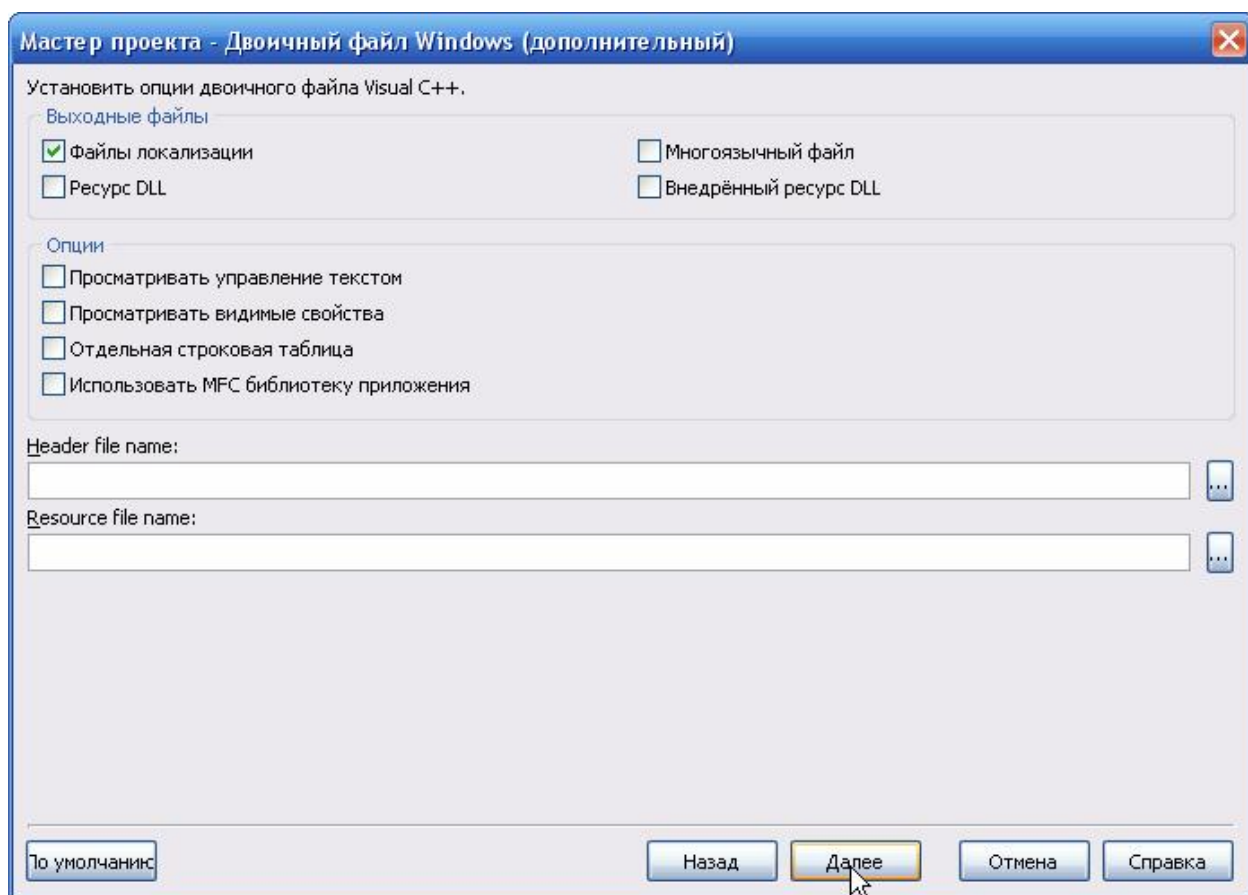 Мастер проекта - Двоичный файл Windows (дополнительный)
Установить опции двоичного файла Visual C++.
Выходные файлы
Файлы локализации
Многоязычный файл
Ресурс DLL
Внедрённый ресурс DLL
Опции
Просматривать управление текстом
Просматривать видимые свойства
Отдельная строковая таблица
Использовать MFC библиотеку приложения
Header file name:
...
Resource file name:
...
По умолчанию
Назад
Далее
Отмена
Справка